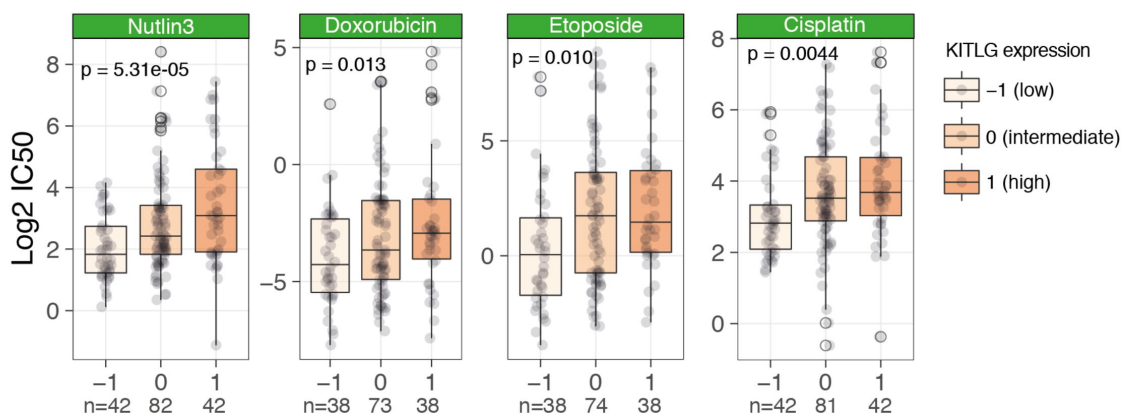 Nutlin3
Doxorubicin
Etoposide
Cisplatin
p = 5.31e-05
p = 0.013
p = 0.010
p = 0.0044
Log2 IC50
8
6
4
2
0
5
0
−5
5
0
8
6
4
2
0
−1 0 1
−1 0 1
−1 0 1
−1 0 1
n=42 82 42
n=38 73 38
n=38 74 38
n=42 81 42
KITLG expression
−1 (low)
0 (intermediate)
1 (high)